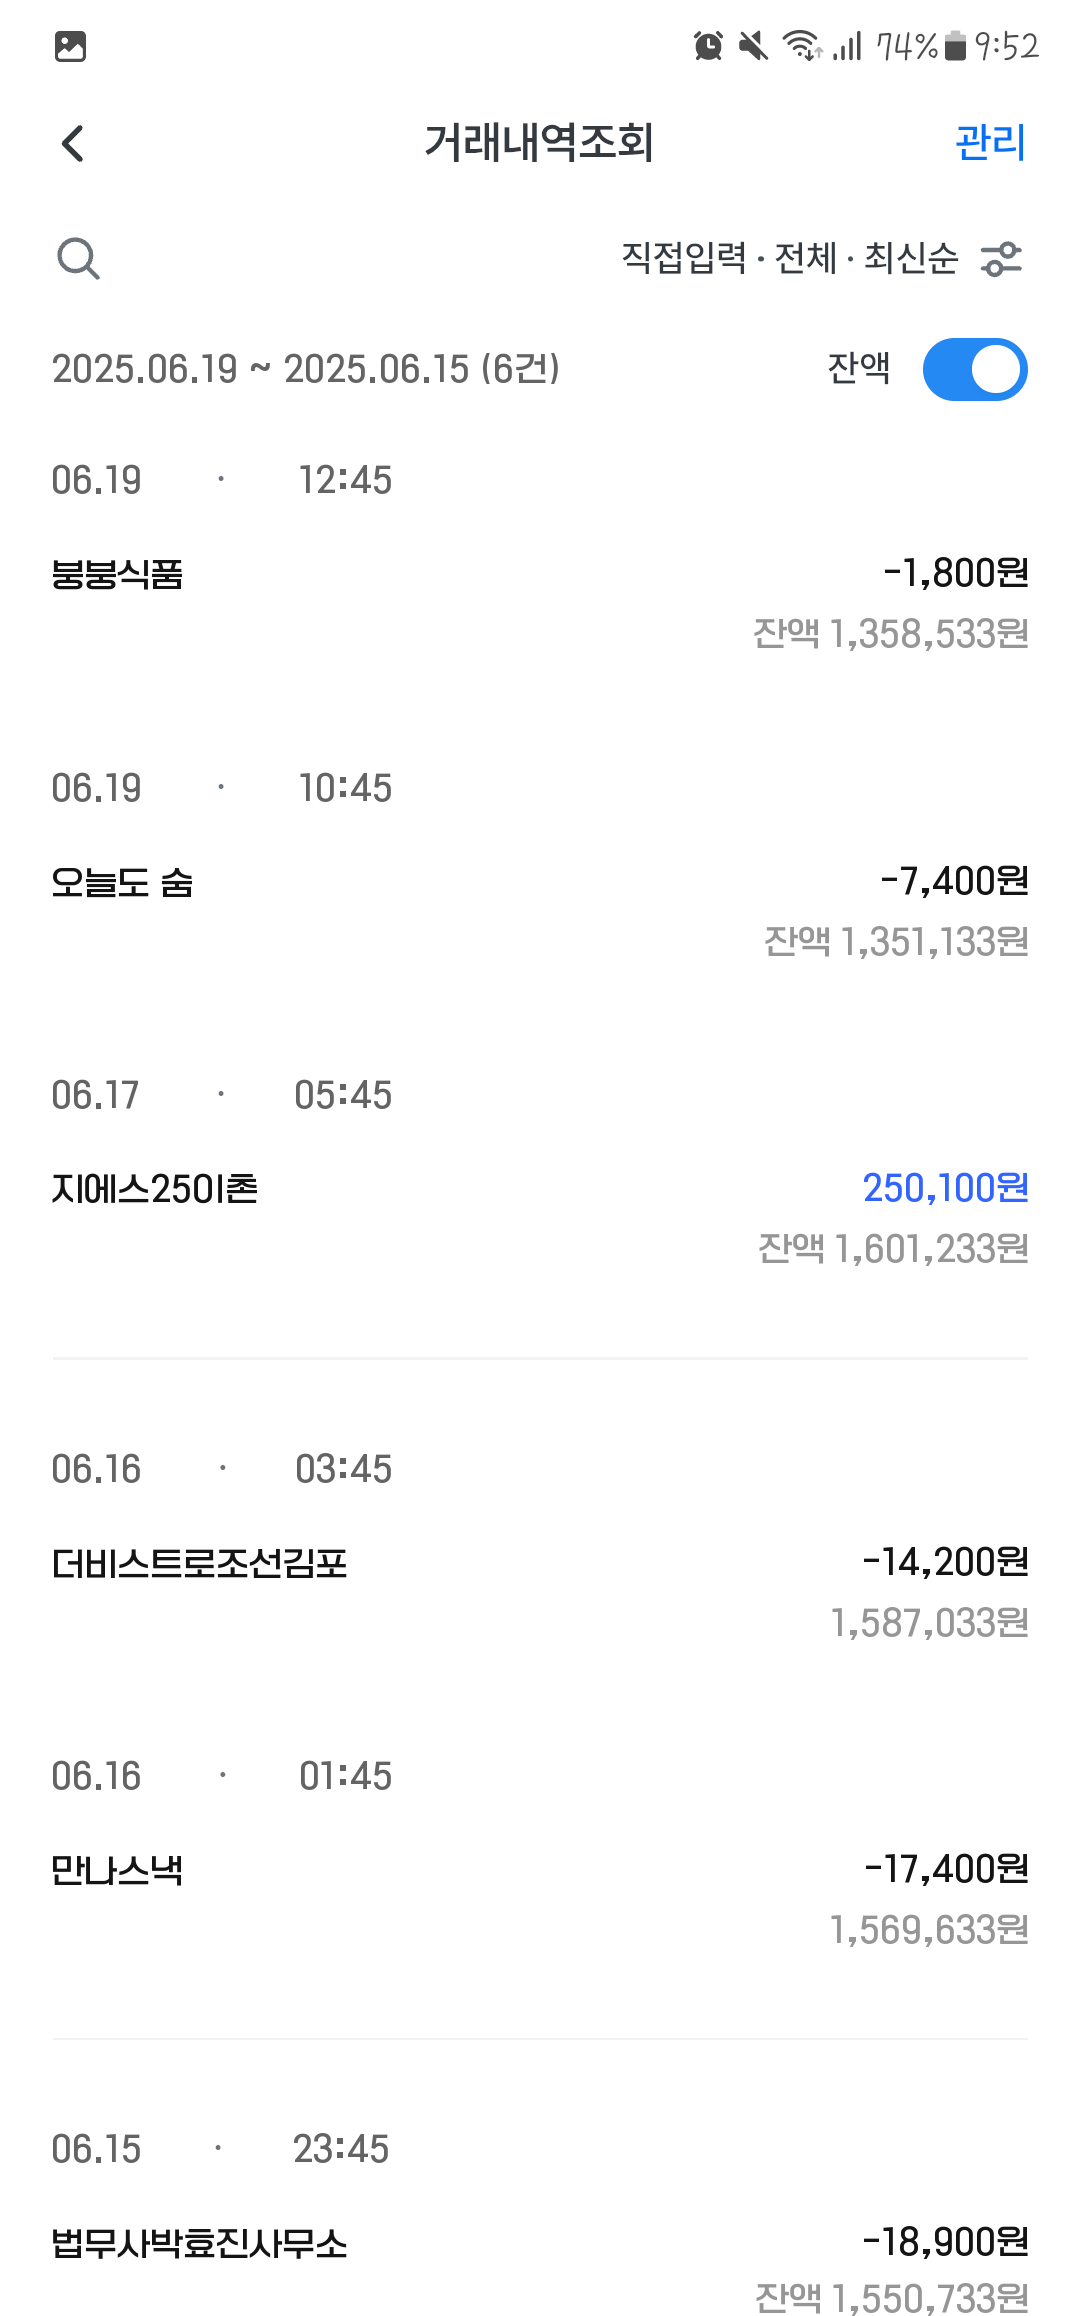 74% 9:52
거래내역조회 관리
직접입력 · 전체 · 최신순
2025.06.19 ~ 2025.06.15 (6건) 잔액
06.19 · 12:45
붕붕식품 -1,800원
잔액 1,358,533원
06.19 · 10:45
오늘도 숨 -7,400원
잔액 1,351,133원
06.17 · 05:45
지에스25이촌 250,100원
잔액 1,601,233원
06.16 · 03:45
더비스트로조선김포 -14,200원
1,587,033원
06.16 · 01:45
만나스낵 -17,400원
1,569,633원
06.15 · 23:45
법무사박효진사무소 -18,900원
잔액 1,550,733원